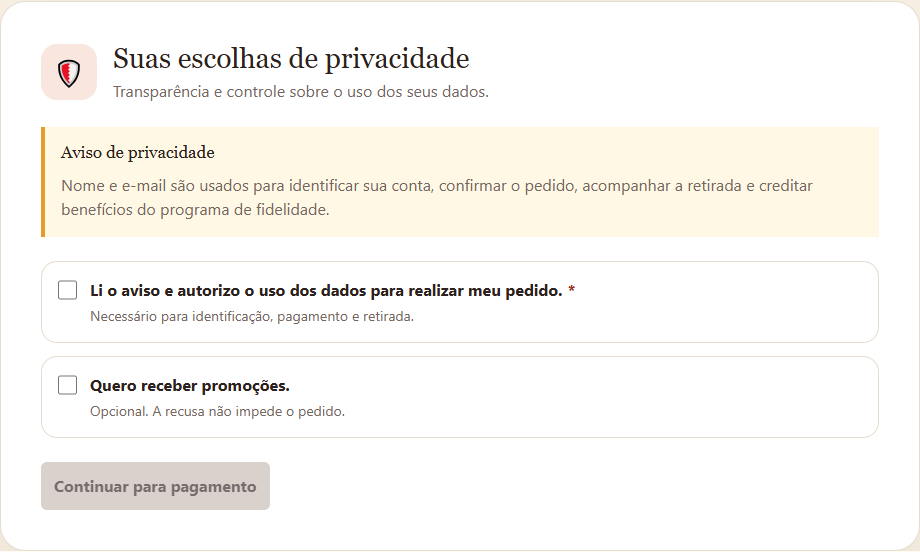 Suas escolhas de privacidade
Transparência e controle sobre o uso dos seus dados.
Aviso de privacidade
Nome e e-mail são usados para identificar sua conta, confirmar o pedido, acompanhar a retirada e creditar
benefícios do programa de fidelidade.
Li o aviso e autorizo o uso dos dados para realizar meu pedido. *
Necessário para identificação, pagamento e retirada.
Quero receber promoções.
Opcional. A recusa não impede o pedido.
Continuar para pagamento